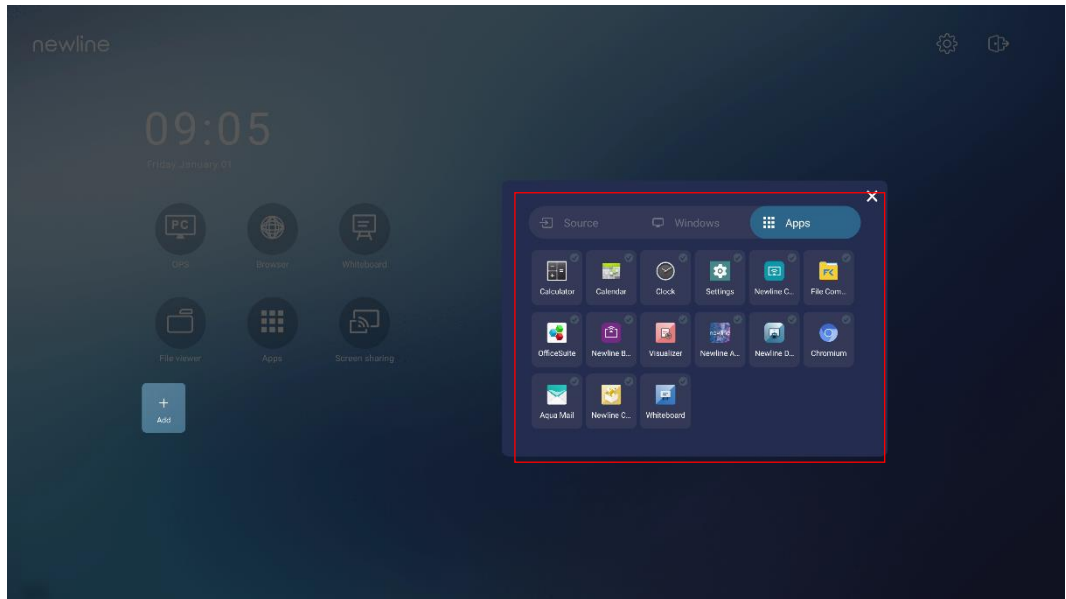 newline
09:05
Friday January 01
PC
OPS
Browser
Whiteboard
File viewer
Apps
Screen sharing
+
Add
Source
Windows
Apps
Calculator
Calendar
Clock
Settings
Newline C...
File Com...
OfficeSuite
Newline B...
Visualizer
Newline A...
Newline D...
Chromium
Aqua Mail
Newline C...
Whiteboard